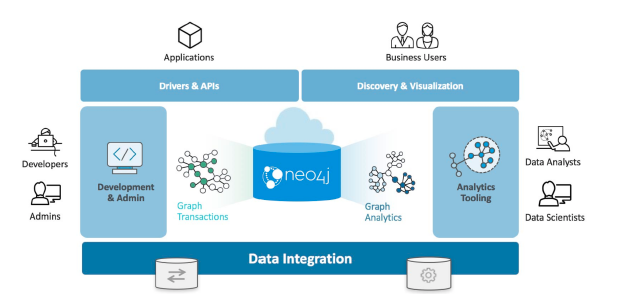 Applications
Business Users
Drivers & APIs
Discovery & Visualization
Developers
Admins
</>
Development
& Admin
Graph
Transactions
neo4j
Graph
Analytics
Analytics
Tooling
Data Analysts
Data Scientists
Data Integration